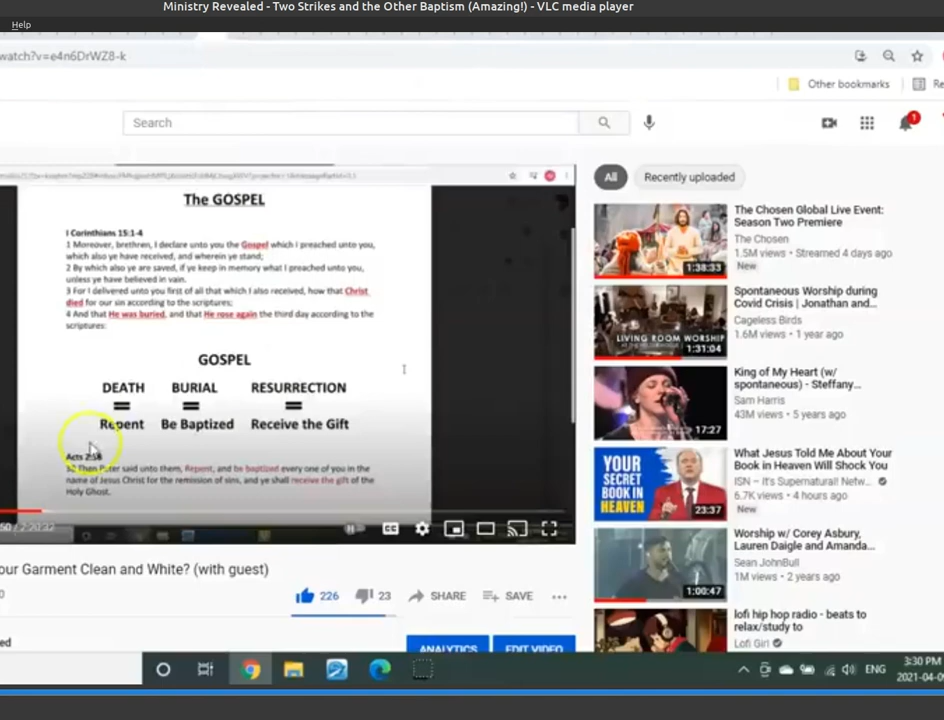 Ministry Revealed - Two Strikes and the Other Baptism (Amazing!) - VLC media player
Help
watch?v=e4n6DrWZ8-k
Other bookmarks
Re
Search
1
The GOSPEL
I Corinthians 15:1-4
1 Moreover, brethren, I declare unto you the Gospel which I preached unto you,
which also ye have received, and wherein ye stand;
2 By which also ye are saved, if ye keep in memory what I preached unto you,
unless ye have believed in vain.
3 For I delivered unto you first of all that which I also received, how that Christ
died for our sin according to the scriptures;
4 And that He was buried, and that He rose again the third day according to the
scriptures:
GOSPEL
DEATH BURIAL RESURRECTION
= = =
Repent Be Baptized Receive the Gift
Acts 2:38
Then Peter said unto them, Repent, and be baptized every one of you in the
name of Jesus Christ for the remission of sins, and ye shall receive the gift of the
Holy Ghost.
50 / 2:20:32
CC
our Garment Clean and White? (with guest)
226 23 SHARE SAVE
ed
ANALYTICS EDIT VIDEO
All Recently uploaded
The Chosen Global Live Event:
Season Two Premiere
The Chosen
1.5M views • Streamed 4 days ago
New
1:38:33
Spontaneous Worship during
Covid Crisis | Jonathan and...
Cageless Birds
1.6M views • 1 year ago
LIVING ROOM WORSHIP
1:31:04
King of My Heart (w/
spontaneous) - Steffany...
Sam Harris
43M views • 5 years ago
17:27
What Jesus Told Me About Your
Book in Heaven Will Shock You
ISN – It's Supernatural! Netw...
6.7K views • 4 hours ago
New
YOUR
SECRET
BOOK IN
HEAVEN
23:37
Worship w/ Corey Asbury,
Lauren Daigle and Amanda...
Sean JohnBull
1M views • 2 years ago
1:00:47
lofi hip hop radio - beats to
relax/study to
Lofi Girl
ENG
3:30 PM
2021-04-0